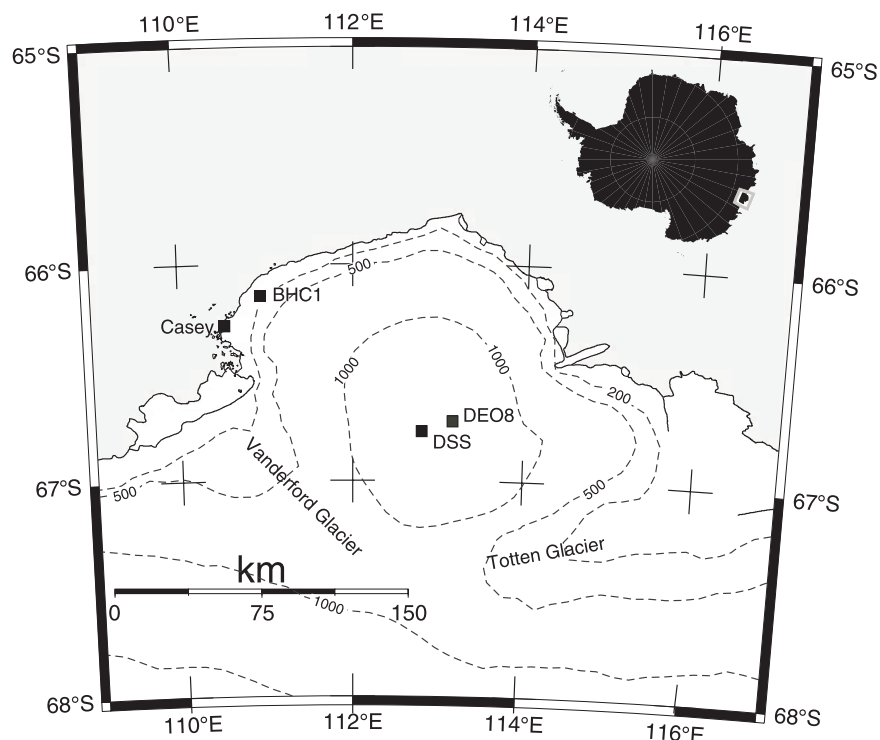 110°E 112°E 114°E 116°E
65°S 65°S
500
66°S 66°S
BHC1
Casey
1000 1000
200
DEO8
DSS
Vanderford Glacier
67°S 500 500 67°S
Totten Glacier
km
0 75 150
1000
68°S 68°S
110°E 112°E 114°E 116°E